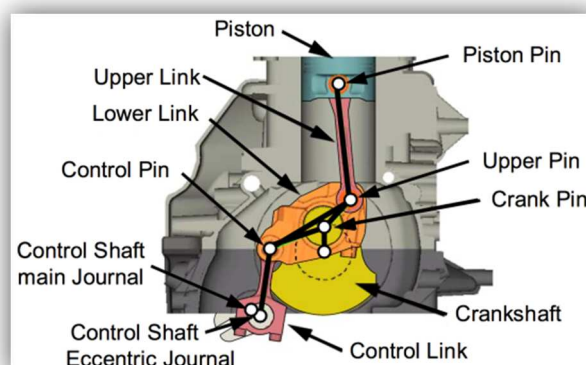 Piston
Piston Pin
Upper Link
Lower Link
Control Pin
Upper Pin
Crank Pin
Control Shaft
main Journal
Crankshaft
Control Shaft
Eccentric Journal
Control Link